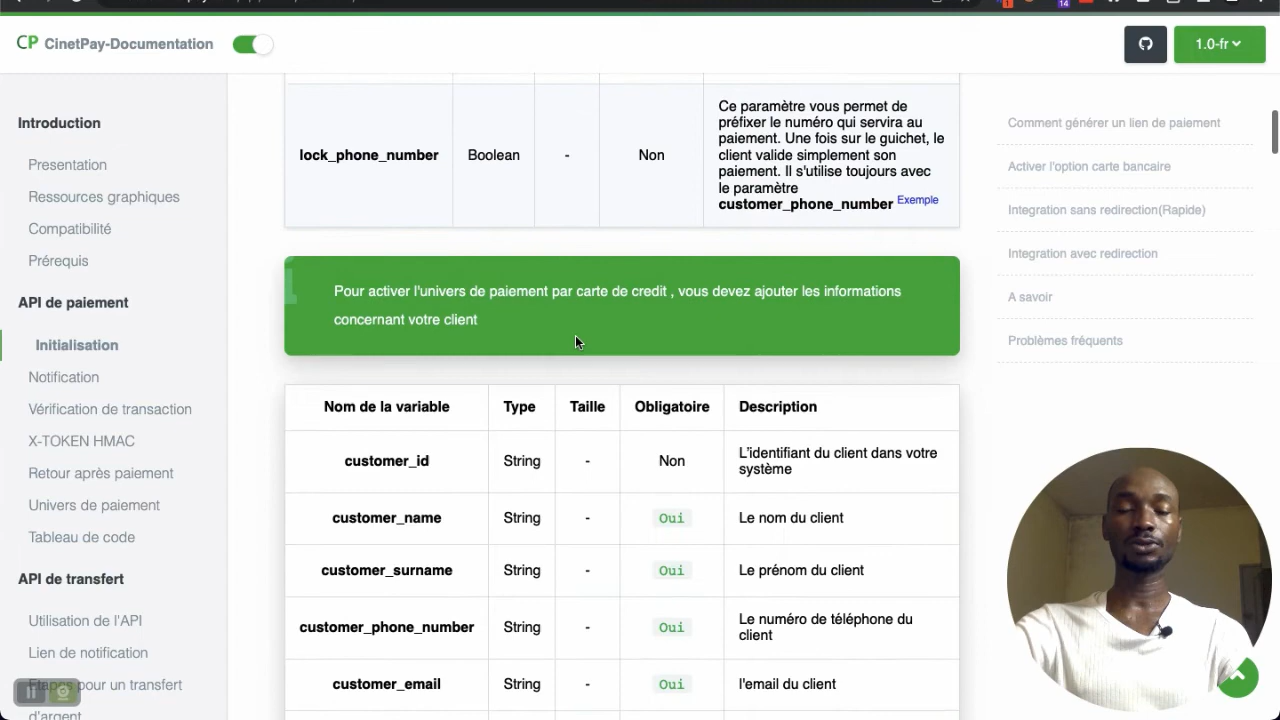 1
14
CP CinetPay-Documentation
1.0-fr
Introduction
Presentation
Ressources graphiques
Compatibilité
Prérequis
API de paiement
Initialisation
Notification
Vérification de transaction
X-TOKEN HMAC
Retour après paiement
Univers de paiement
Tableau de code
API de transfert
Utilisation de l'API
Lien de notification
Etapes pour un transfert
d'argent
lock_phone_number Boolean - Non
Ce paramètre vous permet de
préfixer le numéro qui servira au
paiement. Une fois sur le guichet, le
client valide simplement son
paiement. Il s'utilise toujours avec
le paramètre
customer_phone_number Exemple
Pour activer l'univers de paiement par carte de credit , vous devez ajouter les informations
concernant votre client
Nom de la variable Type Taille Obligatoire Description
customer_id String - Non L'identifiant du client dans votre
système
customer_name String - Oui Le nom du client
customer_surname String - Oui Le prénom du client
customer_phone_number String - Oui Le numéro de téléphone du
client
customer_email String - Oui l'email du client
Comment générer un lien de paiement
Activer l'option carte bancaire
Integration sans redirection(Rapide)
Integration avec redirection
A savoir
Problèmes fréquents